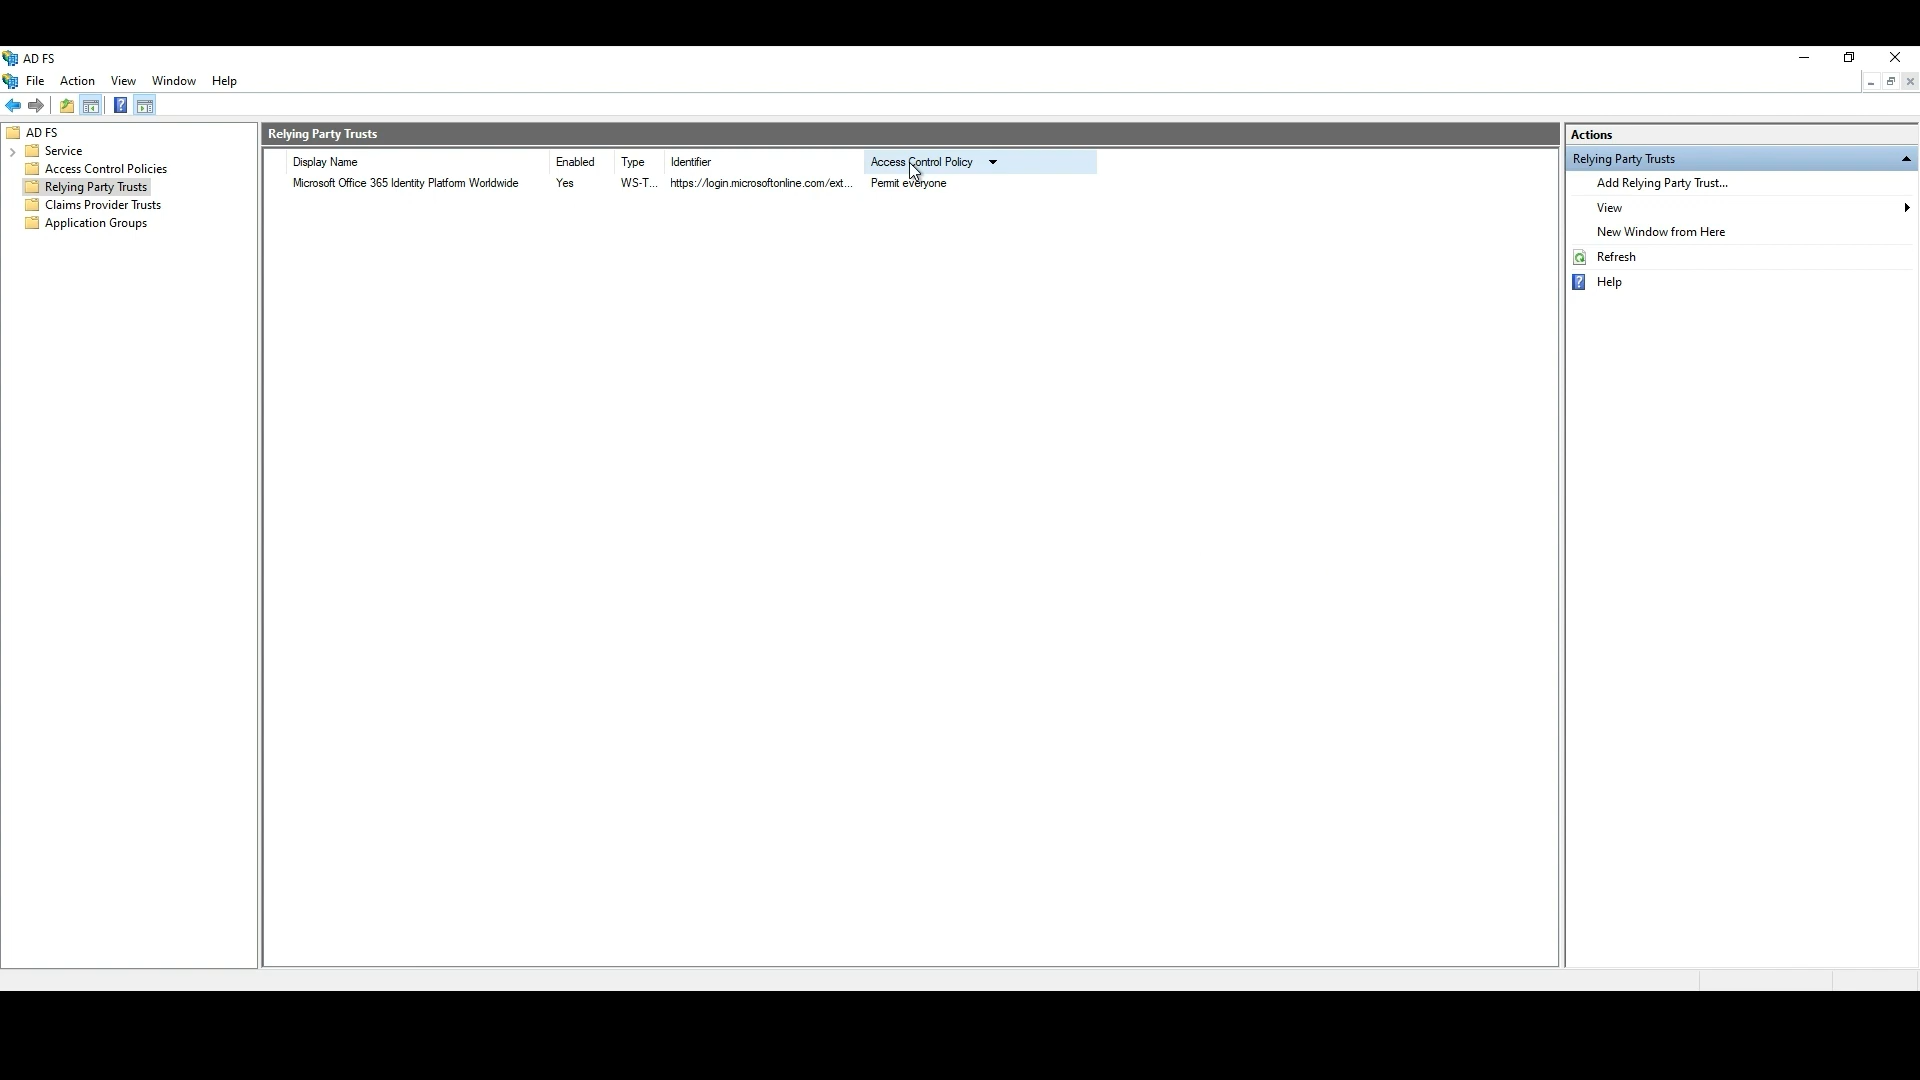 AD FS
File Action View Window Help
AD FS
Service
Access Control Policies
Relying Party Trusts
Claims Provider Trusts
Application Groups
Relying Party Trusts
Display Name Enabled Type Identifier Access Control Policy
Microsoft Office 365 Identity Platform Worldwide Yes WS-T... https://login.microsoftonline.com/ext... Permit everyone
Actions
Relying Party Trusts
Add Relying Party Trust...
View
New Window from Here
Refresh
Help